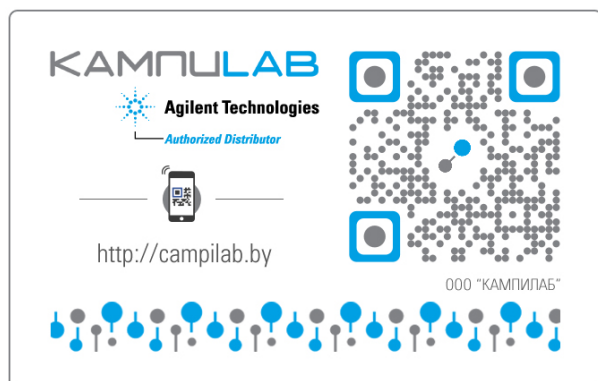 КАМПИLAB
Agilent Technologies
Authorized Distributor
http://campilab.by
ООО "КАМПИЛАБ"